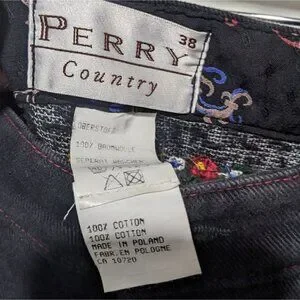 PERRY
38
Country
OBERSTOFF
100% BAUMWOLLE
SEPERAT WASCHEN
100% COTTON
100% COTTON
MADE IN POLAND
FABR.EN POLOGNE
CA 10720